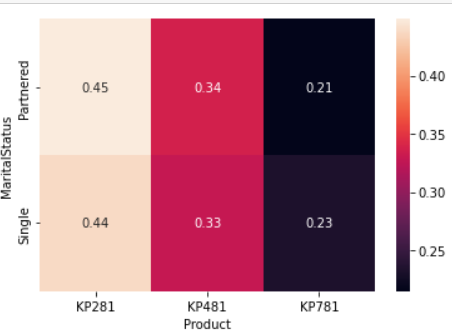 Partnered
0.45 0.34 0.21
0.40
0.35
MaritalStatus
0.30
Single
0.44 0.33 0.23
0.25
KP281 KP481 KP781
Product